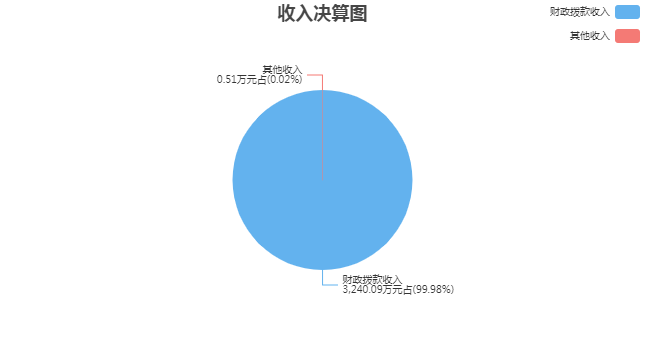 收入决算图
财政拨款收入
其他收入
其他收入
0.51万元占(0.02%)
财政拨款收入
3,240.09万元占(99.98%)